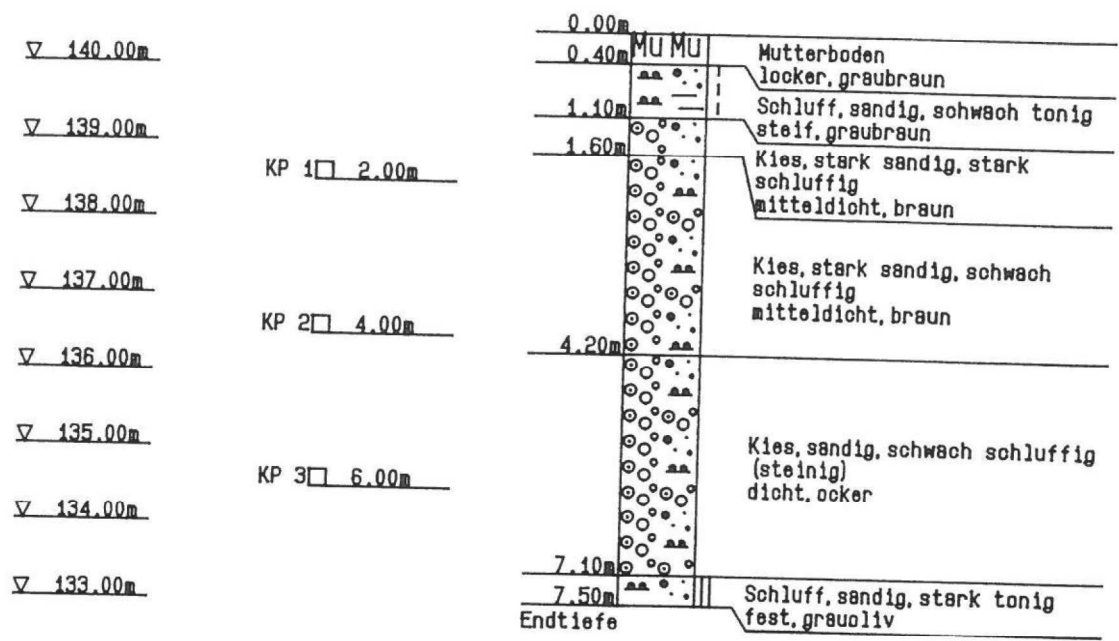 ▽ 140.00m
▽ 139.00m
▽ 138.00m
▽ 137.00m
▽ 136.00m
▽ 135.00m
▽ 134.00m
▽ 133.00m
KP 1□ 2.00m
KP 2□ 4.00m
KP 3□ 6.00m
0.00m
Mu Mu
0.40m
1.10m
1.60m
4.20m
7.10m
7.50m
Endtiefe
Mutterboden
locker, graubraun
Schluff, sandig, schwach tonig
steif, graubraun
Kies, stark sandig, stark
schluffig
mitteldicht, braun
Kies, stark sandig, schwach
schluffig
mitteldicht, braun
Kies, sandig, schwach schluffig
(steinig)
dicht, ocker
Schluff, sandig, stark tonig
fest, grauoliv